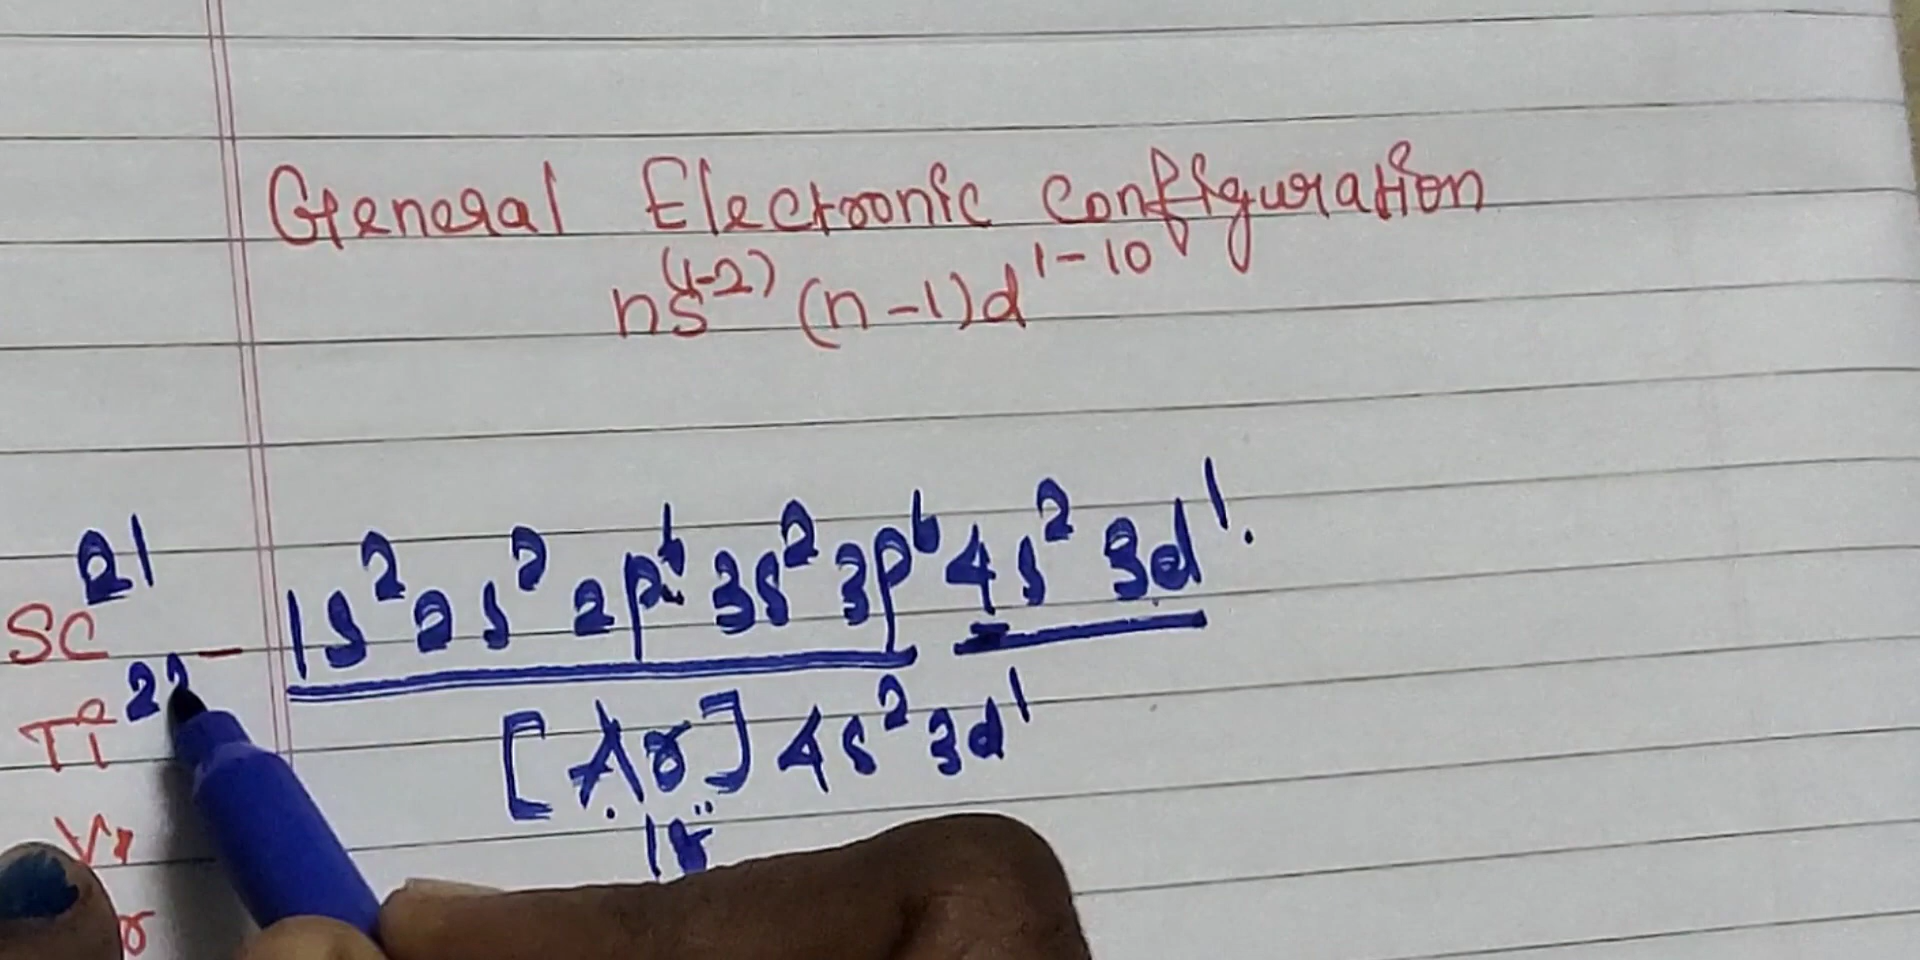 General Electronic configuration
ns⁽¹⁻²⁾ (n-1)d¹⁻¹⁰
SC²¹ - 1s² 2s² 2p⁶ 3s² 3p⁶ 4s² 3d¹.
Ti²² [Ar] 4s² 3d¹
18